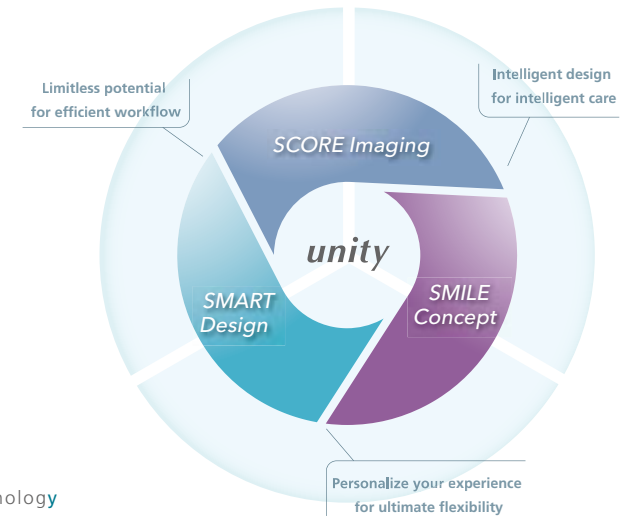 Limitless potential
for efficient workflow
Intelligent design
for intelligent care
SCORE Imaging
unity
SMART
Design
SMILE
Concept
Personalize your experience
for ultimate flexibility
nology